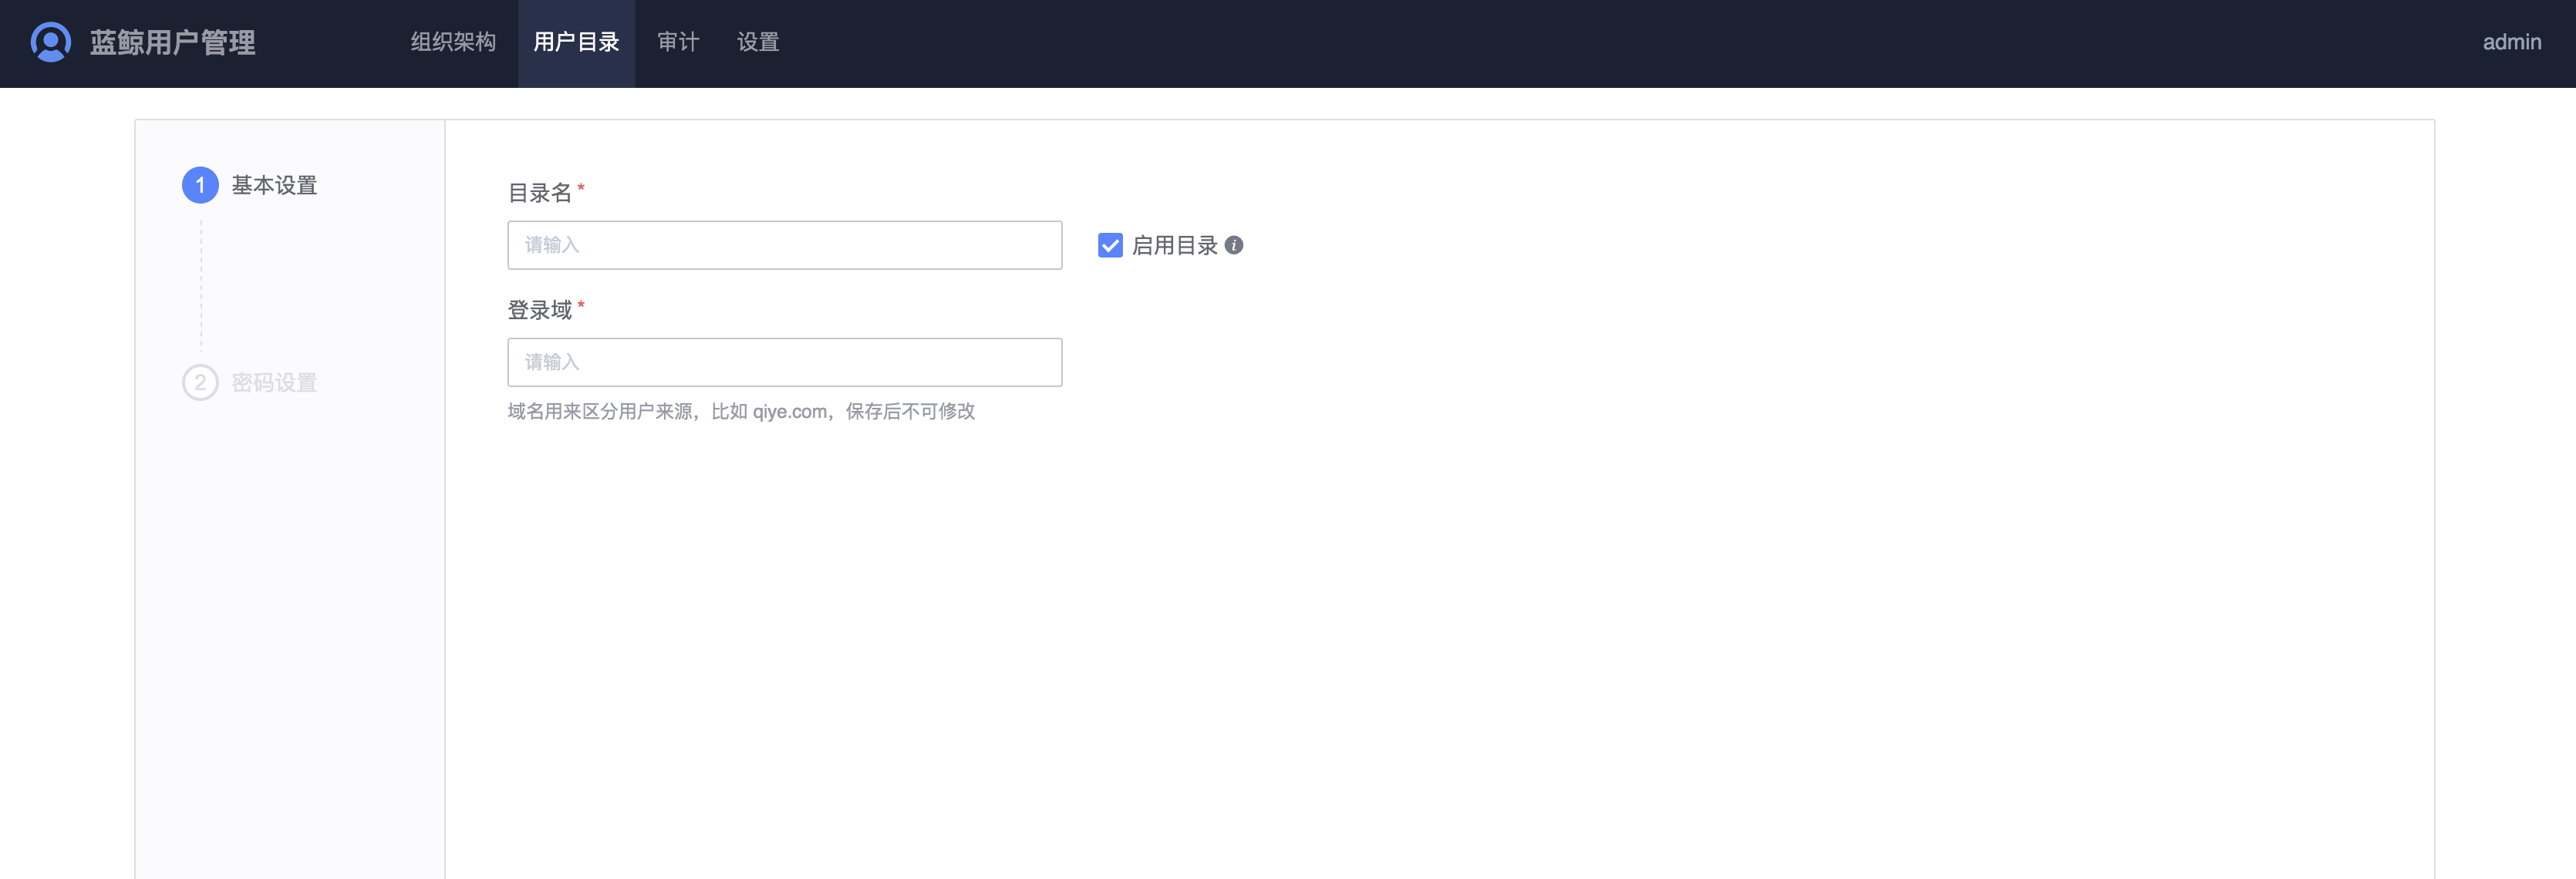 蓝鲸用户管理 组织架构 用户目录 审计 设置 admin
1 基本设置
2 密码设置
目录名 *
请输入
启用目录
登录域 *
请输入
域名用来区分用户来源，比如 qiye.com，保存后不可修改